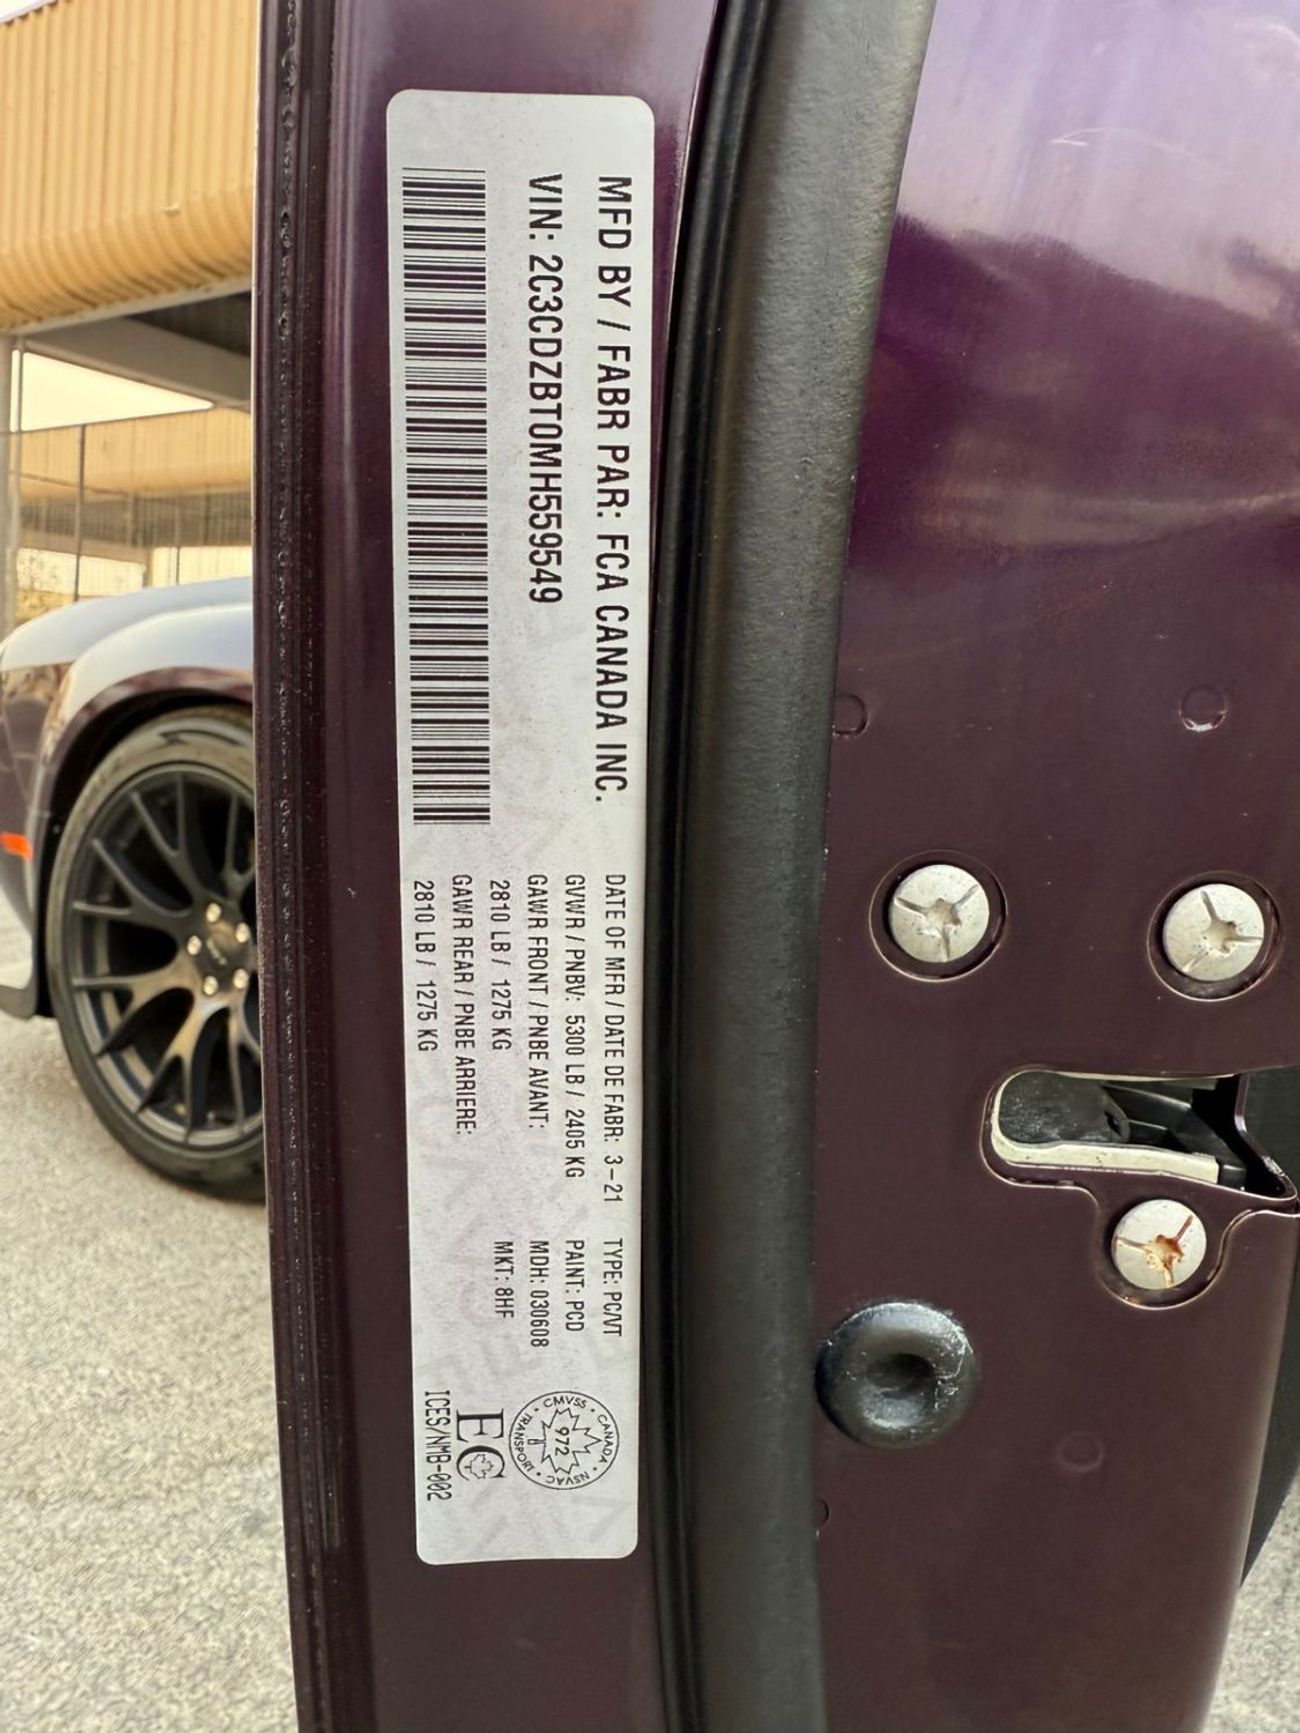 MFD BY / FABR PAR: FCA CANADA INC.
VIN: 2C3CDZBT0MH559549
DATE OF MFR / DATE DE FABR: 3-21 TYPE: PC/VT
GVWR / PNBV: 5300 LB / 2405 KG PAINT: PCD
GAWR FRONT / PNBE AVANT: MDH: 030608
2810 LB / 1275 KG MKT: 8HF
GAWR REAR / PNBE ARRIERE:
2810 LB / 1275 KG
CANADA • NSVAC • TRANSPORT • CMVSS •
972
EC
ICES/NMB-002